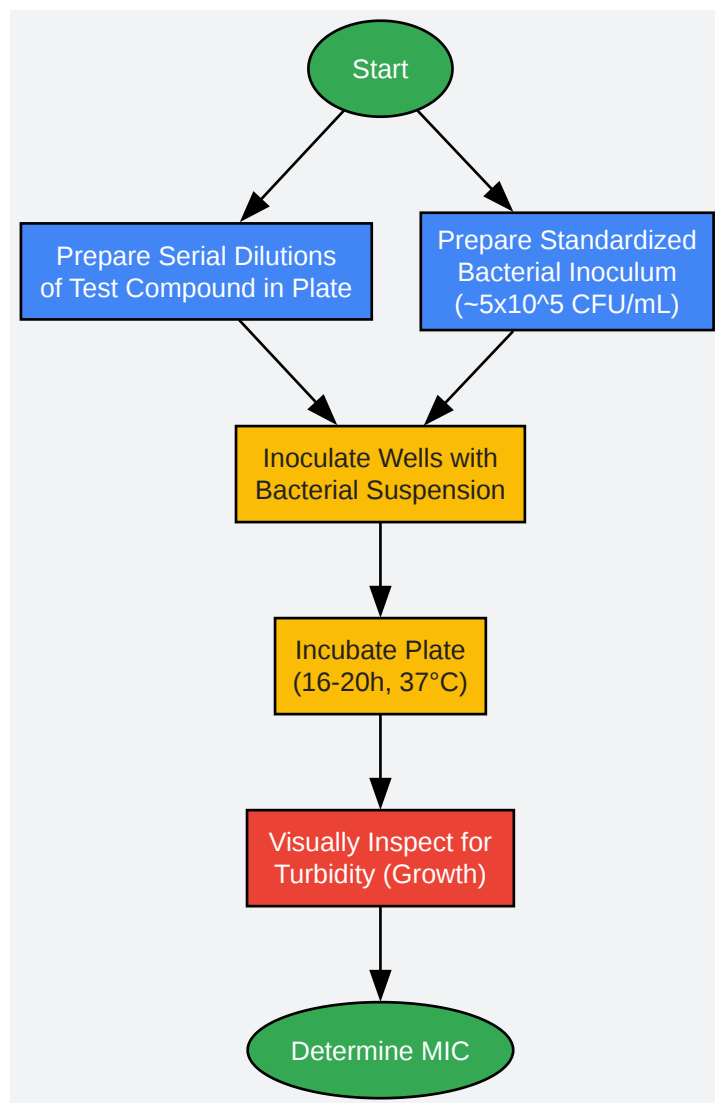 Start
Prepare Serial Dilutions
of Test Compound in Plate
Prepare Standardized
Bacterial Inoculum
(~5x10^5 CFU/mL)
Inoculate Wells with
Bacterial Suspension
Incubate Plate
(16-20h, 37°C)
Visually Inspect for
Turbidity (Growth)
Determine MIC